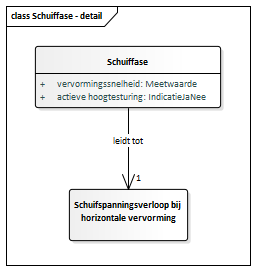 class Schuiffase - detail
Schuiffase
+ vervormingssnelheid: Meetwaarde
+ actieve hoogtesturing: IndicatieJaNee
leidt tot
1
Schuifspanningsverloop bij
horizontale vervorming